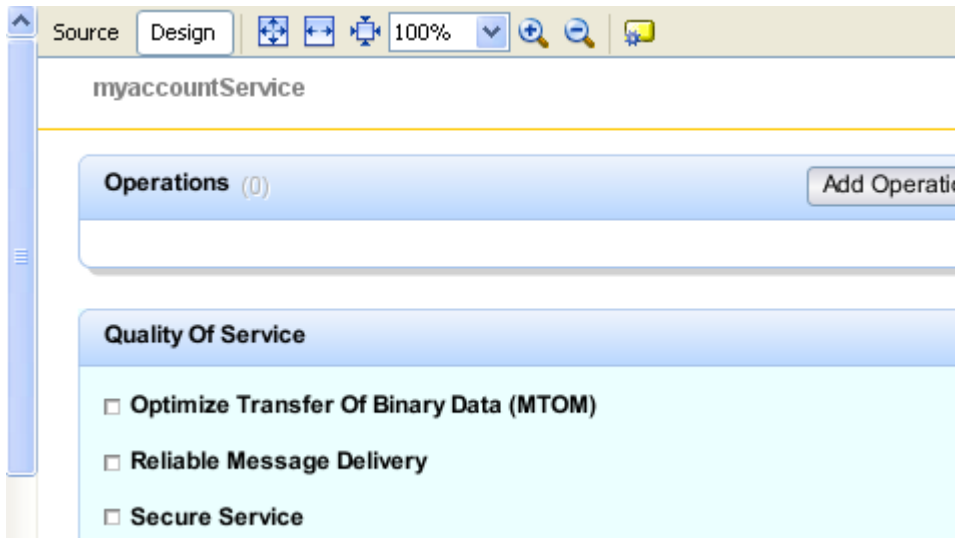 Source Design 100%
myaccountService
Operations (0) Add Operatio
Quality Of Service
Optimize Transfer Of Binary Data (MTOM)
Reliable Message Delivery
Secure Service